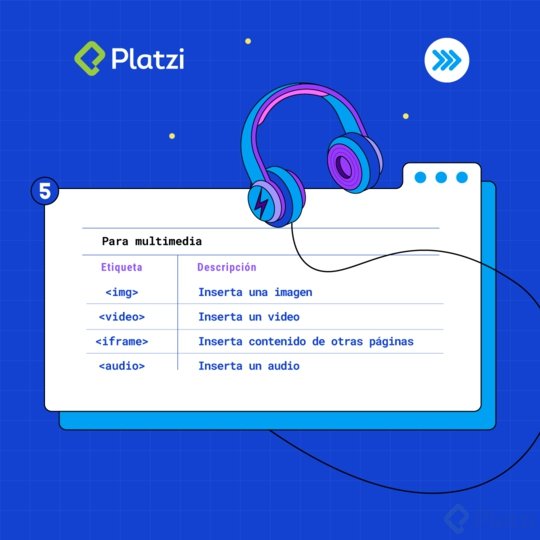 Platzi
5
Para multimedia
Etiqueta Descripción
<img> Inserta una imagen
<video> Inserta un video
<iframe> Inserta contenido de otras páginas
<audio> Inserta un audio